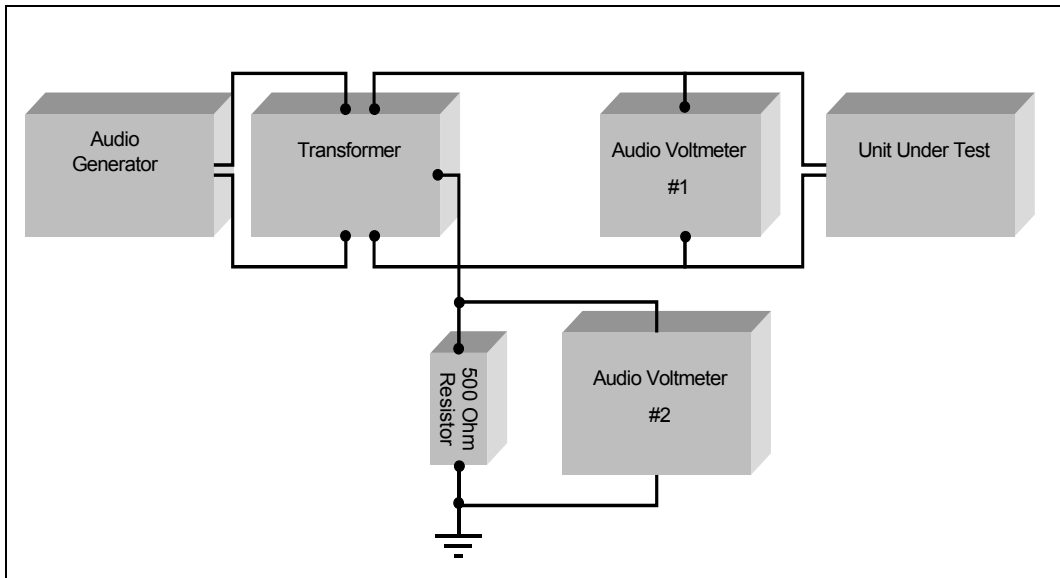 Audio
Generator
Transformer
Audio Voltmeter
#1
Unit Under Test
500 Ohm
Resistor
Audio Voltmeter
#2